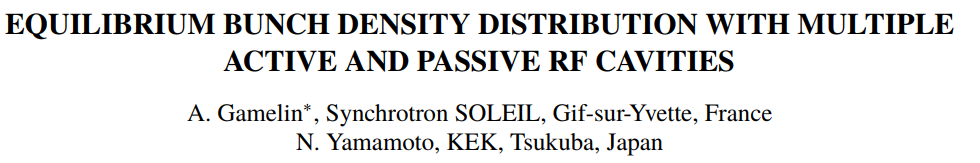 EQUILIBRIUM BUNCH DENSITY DISTRIBUTION WITH MULTIPLE
ACTIVE AND PASSIVE RF CAVITIES
A. Gamelin*, Synchrotron SOLEIL, Gif-sur-Yvette, France
N. Yamamoto, KEK, Tsukuba, Japan